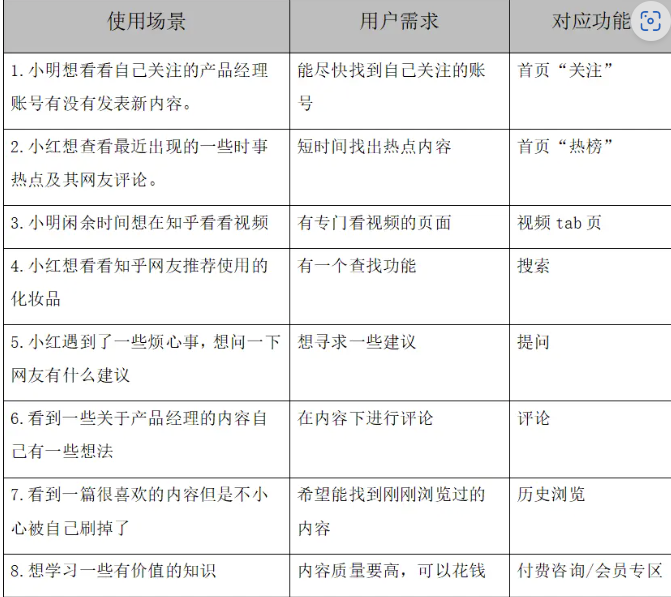 使用场景 用户需求 对应功能
1.小明想看看自己关注的产品经理 能尽快找到自己关注的账 首页“关注”
账号有没有发表新内容。 号
2.小红想查看最近出现的一些时事 短时间找出热点内容 首页“热榜”
热点及其网友评论。
3.小明闲余时间想在知乎看看视频 有专门看视频的页面 视频 tab 页
4.小红想看看知乎网友推荐使用的 有一个查找功能 搜索
化妆品
5.小红遇到了一些烦心事，想问一下 想寻求一些建议 提问
网友有什么建议
6.看到一些关于产品经理的内容自 在内容下进行评论 评论
己有一些想法
7.看到一篇很喜欢的内容但是不小 希望能找到刚刚浏览过的 历史浏览
心被自己刷掉了 内容
8.想学习一些有价值的知识 内容质量要高，可以花钱 付费咨询/会员专区